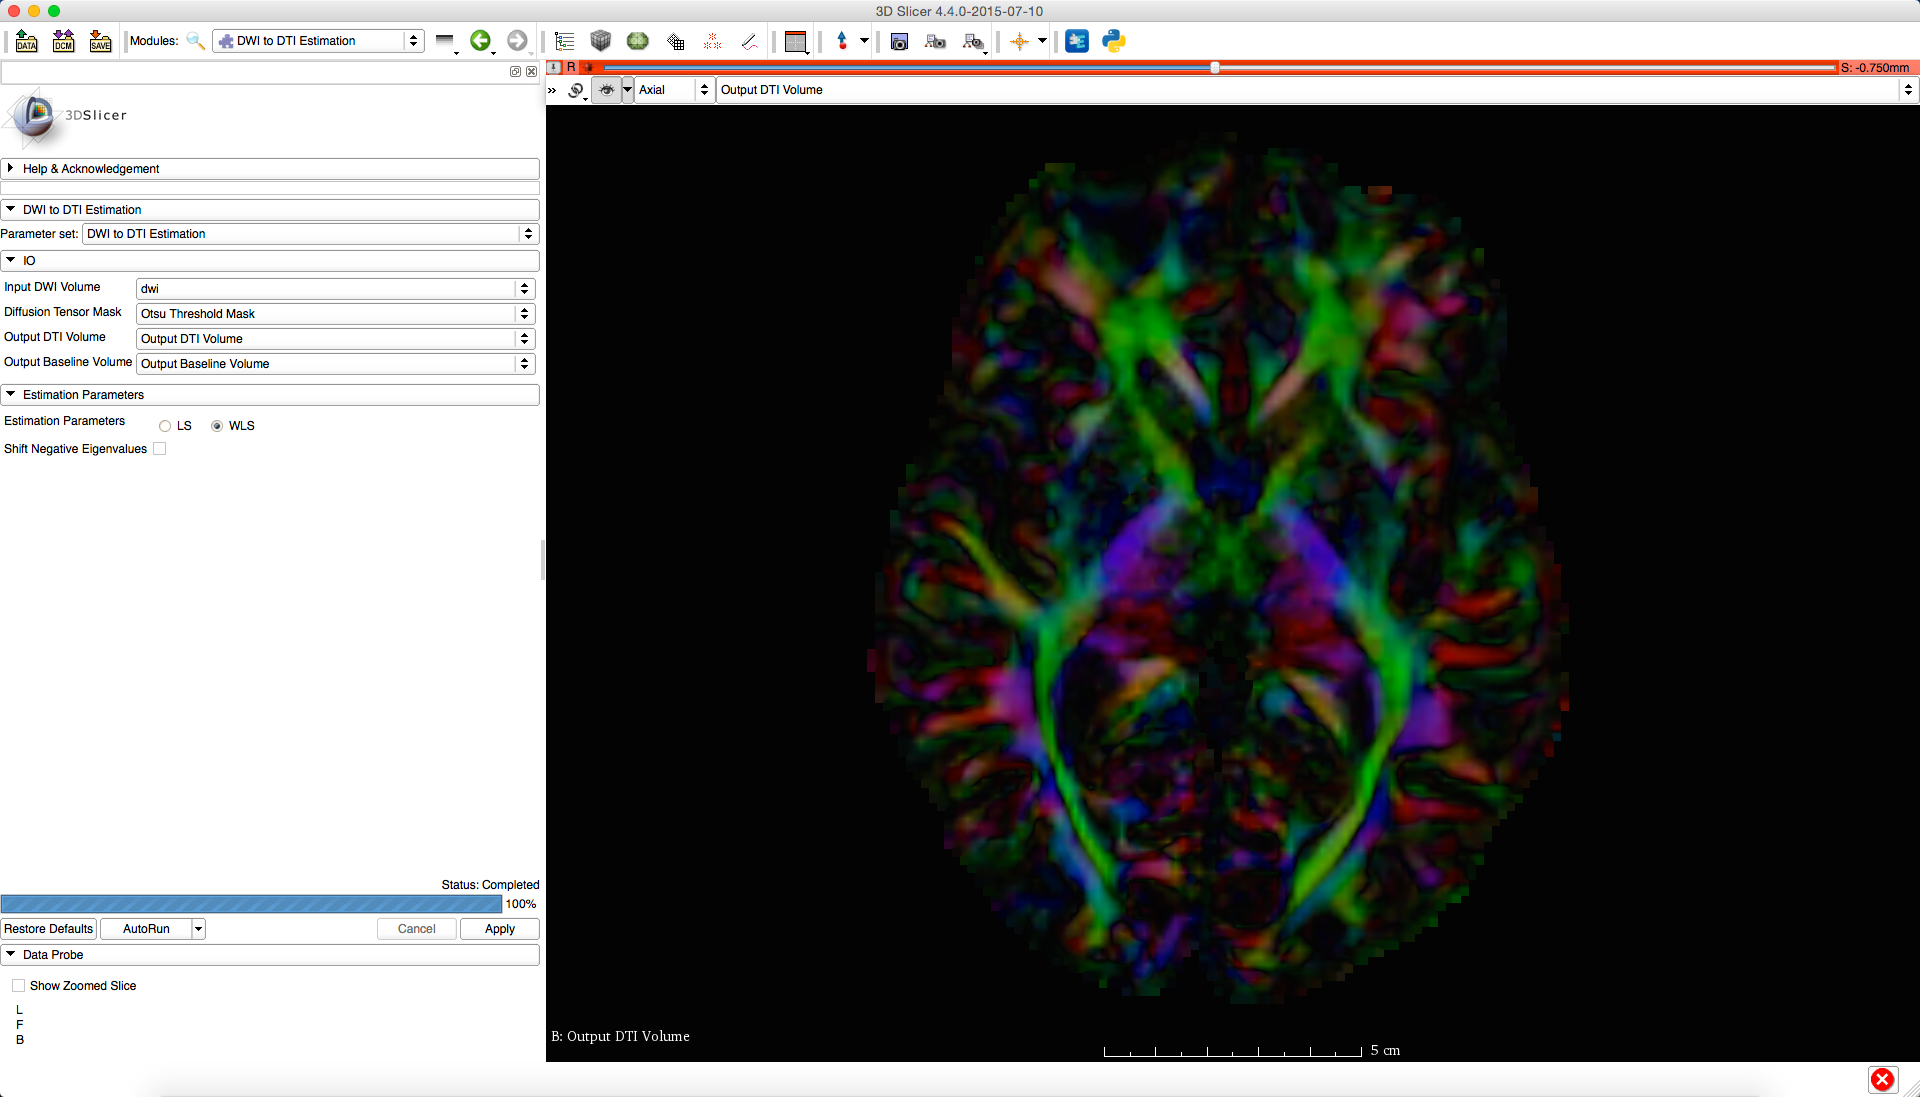 3D Slicer 4.4.0-2015-07-10
DATA
DCM
SAVE
Modules:
DWI to DTI Estimation
R
S: -0.750mm
»
Axial
Output DTI Volume
3DSlicer
Help & Acknowledgement
DWI to DTI Estimation
Parameter set: DWI to DTI Estimation
IO
Input DWI Volume dwi
Diffusion Tensor Mask Otsu Threshold Mask
Output DTI Volume Output DTI Volume
Output Baseline Volume Output Baseline Volume
Estimation Parameters
Estimation Parameters LS WLS
Shift Negative Eigenvalues
Status: Completed
100%
Restore Defaults AutoRun Cancel Apply
Data Probe
Show Zoomed Slice
L
F
B
B: Output DTI Volume
5 cm